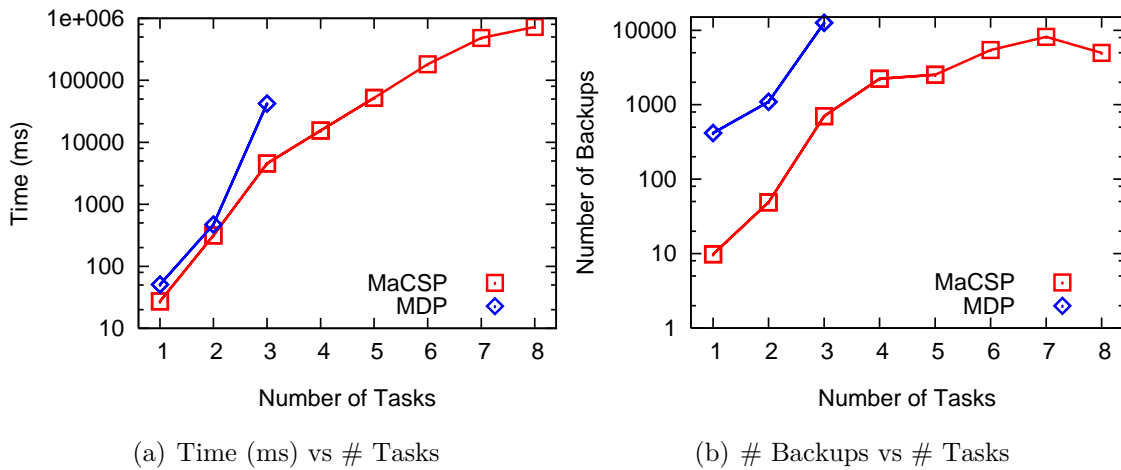 1e+006
100000
10000
1000
100
10
Time (ms)
MaCSP
MDP
1 2 3 4 5 6 7 8
Number of Tasks
(a) Time (ms) vs # Tasks
10000
1000
100
10
1
Number of Backups
MaCSP
MDP
1 2 3 4 5 6 7 8
Number of Tasks
(b) # Backups vs # Tasks